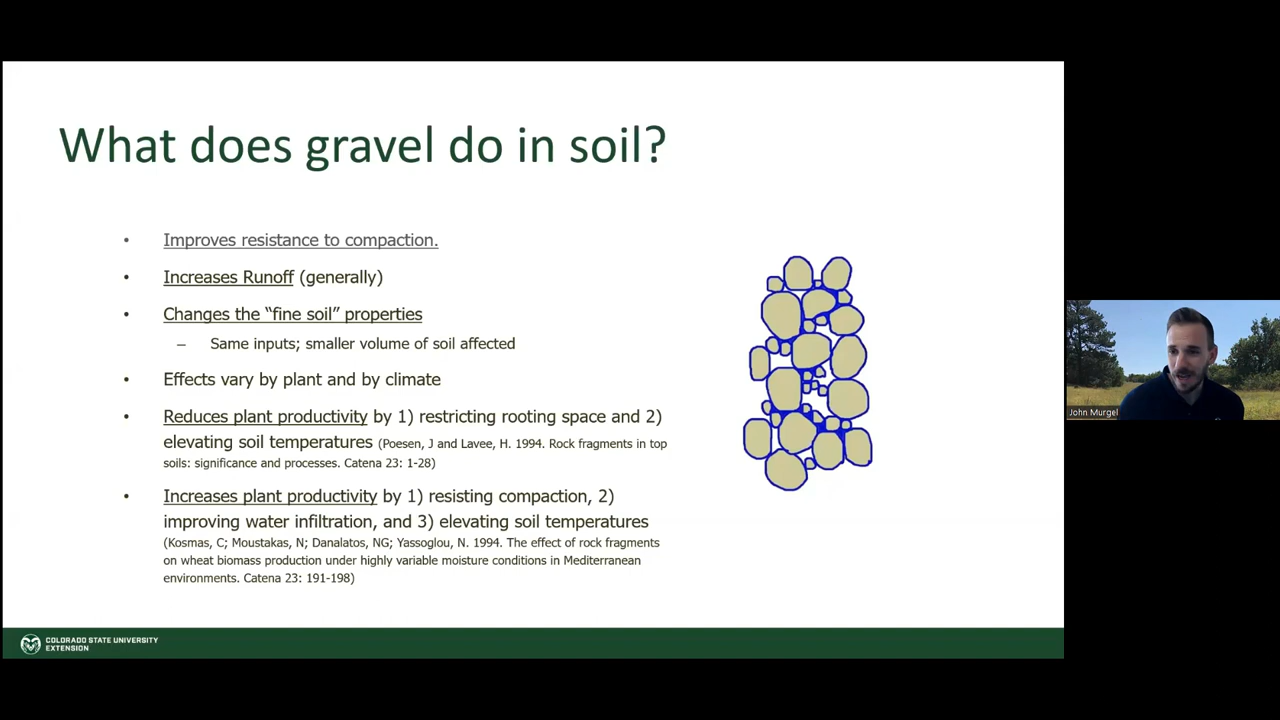 What does gravel do in soil?
• Improves resistance to compaction.
• Increases Runoff (generally)
• Changes the “fine soil” properties
– Same inputs; smaller volume of soil affected
• Effects vary by plant and by climate
• Reduces plant productivity by 1) restricting rooting space and 2)
elevating soil temperatures (Poesen, J and Lavee, H. 1994. Rock fragments in top
soils: significance and processes. Catena 23: 1-28)
• Increases plant productivity by 1) resisting compaction, 2)
improving water infiltration, and 3) elevating soil temperatures
(Kosmas, C; Moustakas, N; Danalatos, NG; Yassoglou, N. 1994. The effect of rock fragments
on wheat biomass production under highly variable moisture conditions in Mediterranean
environments. Catena 23: 191-198)
John Murgel
COLORADO STATE UNIVERSITY
EXTENSION